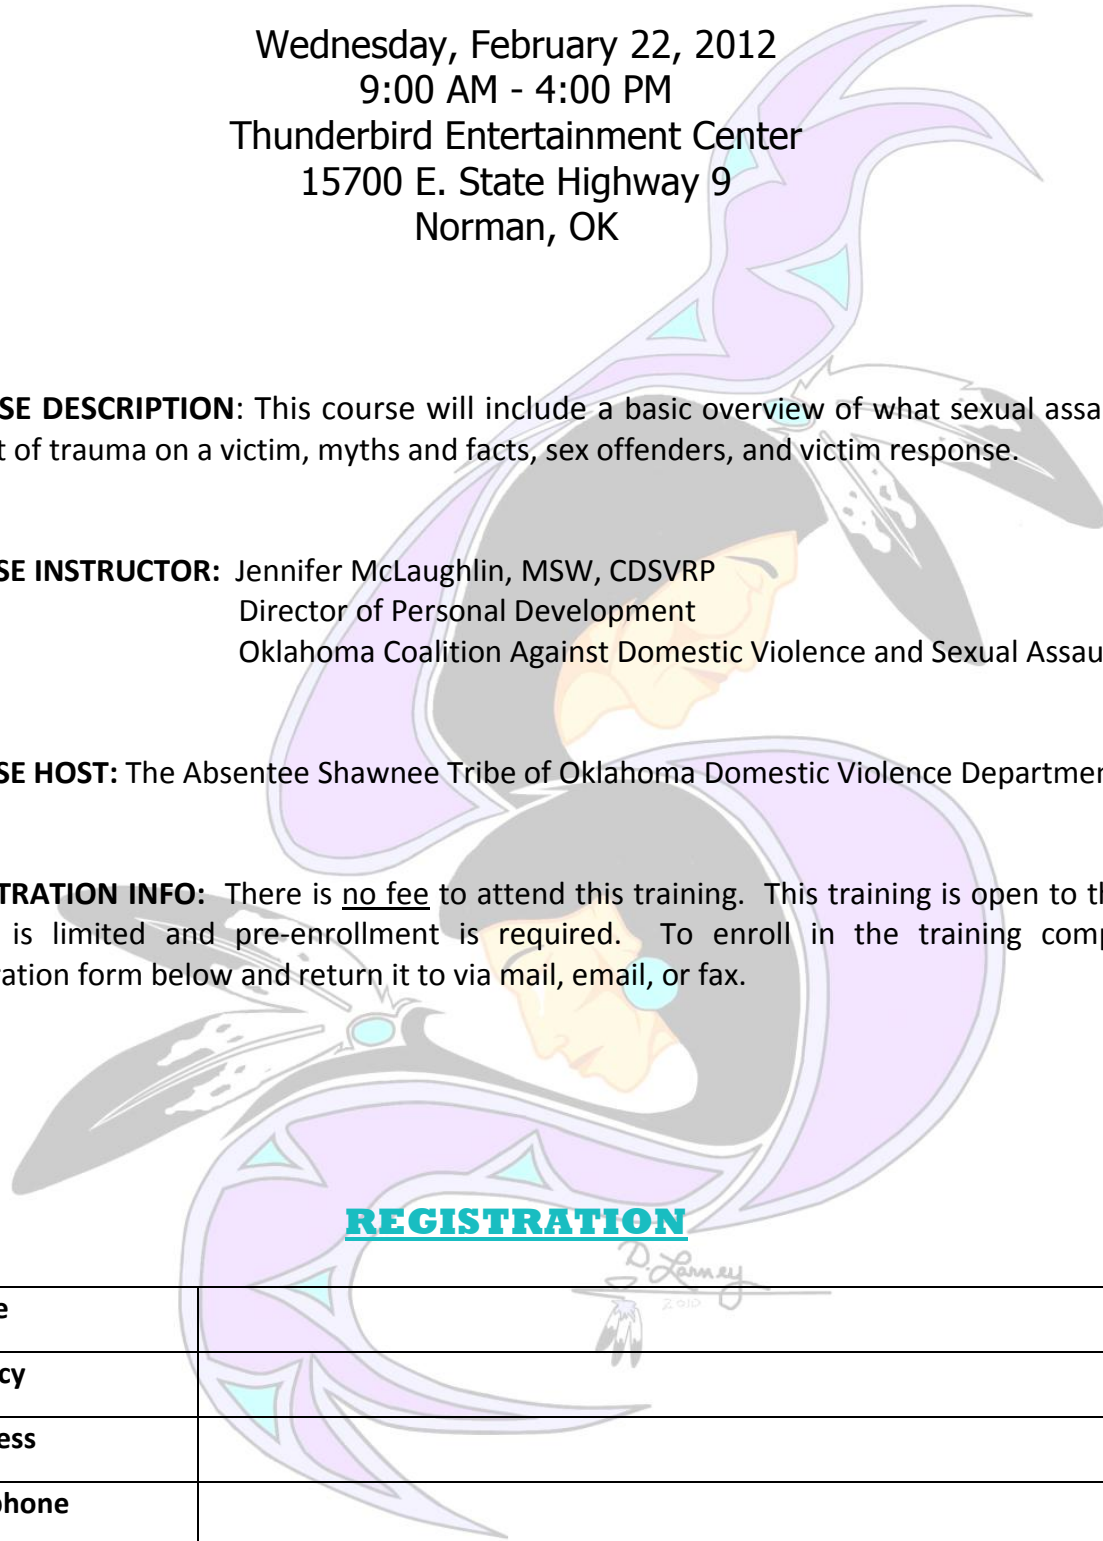 Wednesday, February 22, 2012
9:00 AM - 4:00 PM
Thunderbird Entertainment Center
15700 E. State Highway 9
Norman, OK
SE DESCRIPTION: This course will include a basic overview of what sexual assa
t of trauma on a victim, myths and facts, sex offenders, and victim response.
SE INSTRUCTOR: Jennifer McLaughlin, MSW, CDSVRP
Director of Personal Development
Oklahoma Coalition Against Domestic Violence and Sexual Assau
SE HOST: The Absentee Shawnee Tribe of Oklahoma Domestic Violence Departmen
TRATION INFO: There is no fee to attend this training. This training is open to th
is limited and pre-enrollment is required. To enroll in the training comp
ration form below and return it to via mail, email, or fax.
REGISTRATION
D. Larney
2010
e
cy
ess
phone